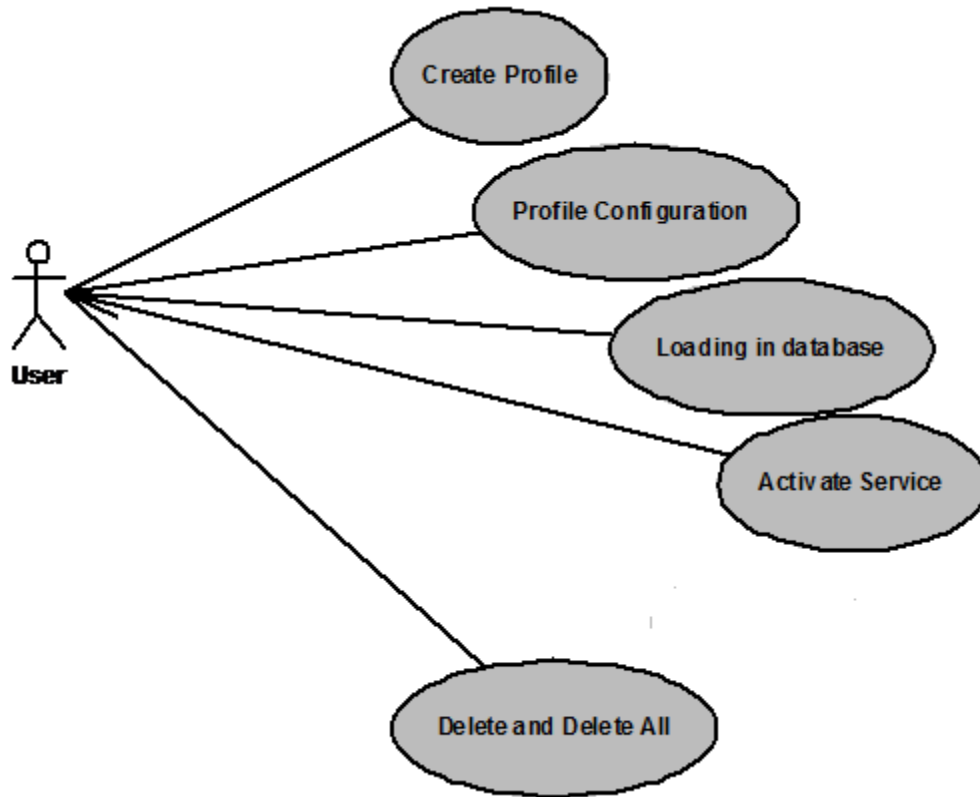 Create Profile
Profile Configuration
Loading in database
User
Activate Service
Delete and Delete All